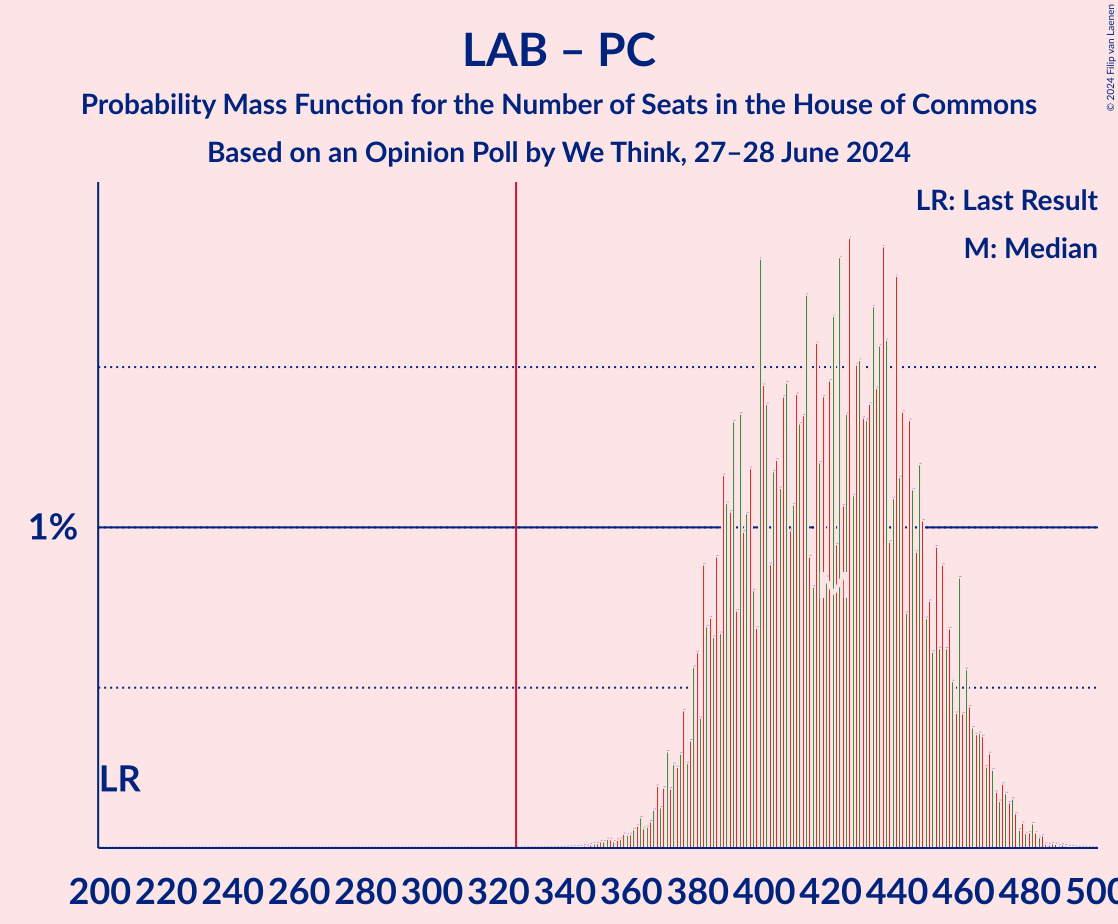 LAB – PC
Probability Mass Function for the Number of Seats in the House of Commons
Based on an Opinion Poll by We Think, 27–28 June 2024
© 2024 Filip van Laenen
LR: Last Result
M: Median
1%
M
LR
200 220 240 260 280 300 320 340 360 380 400 420 440 460 480 500